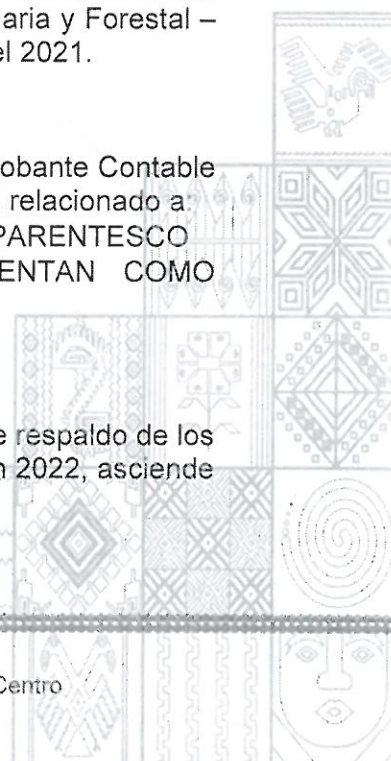 aria y Forestal –
el 2021.
obante Contable
relacionado a:
PARENTESCO
ENTAN COMO
e respaldo de los
n 2022, asciende
Centro